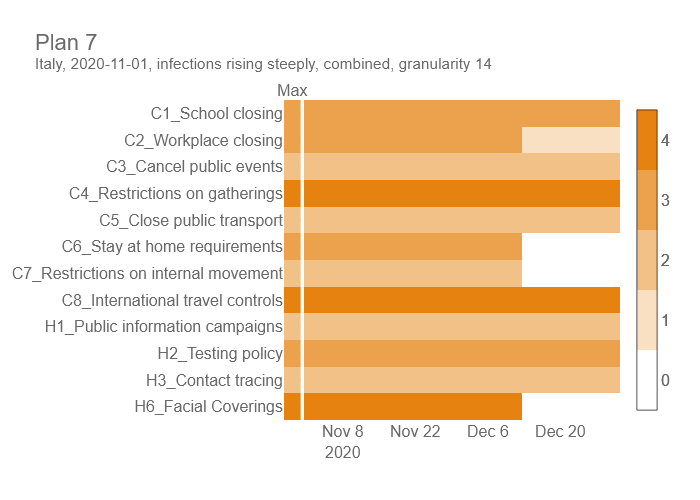 Plan 7
Italy, 2020-11-01, infections rising steeply, combined, granularity 14
Max
C1_School closing
C2_Workplace closing
C3_Cancel public events
C4_Restrictions on gatherings
C5_Close public transport
C6_Stay at home requirements
C7_Restrictions on internal movement
C8_International travel controls
H1_Public information campaigns
H2_Testing policy
H3_Contact tracing
H6_Facial Coverings
Nov 8 Nov 22 Dec 6 Dec 20
2020
4
3
2
1
0